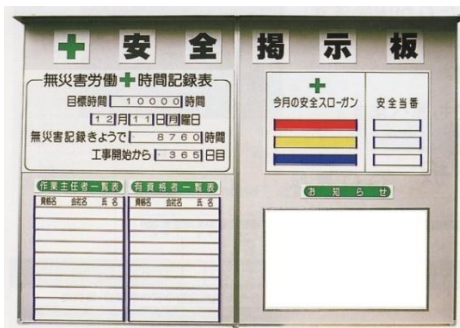 安全掲示板
無災害労働 時間記録表
目標時間 10000 時間
12月11日月曜日
無災害記録きょうで 8760 時間
工事開始から 365 日目
作業主任者一覧表
資格名 会社名 氏名
有資格者一覧表
資格名 会社名 氏名
今月の安全スローガン
安全当番
お知らせ